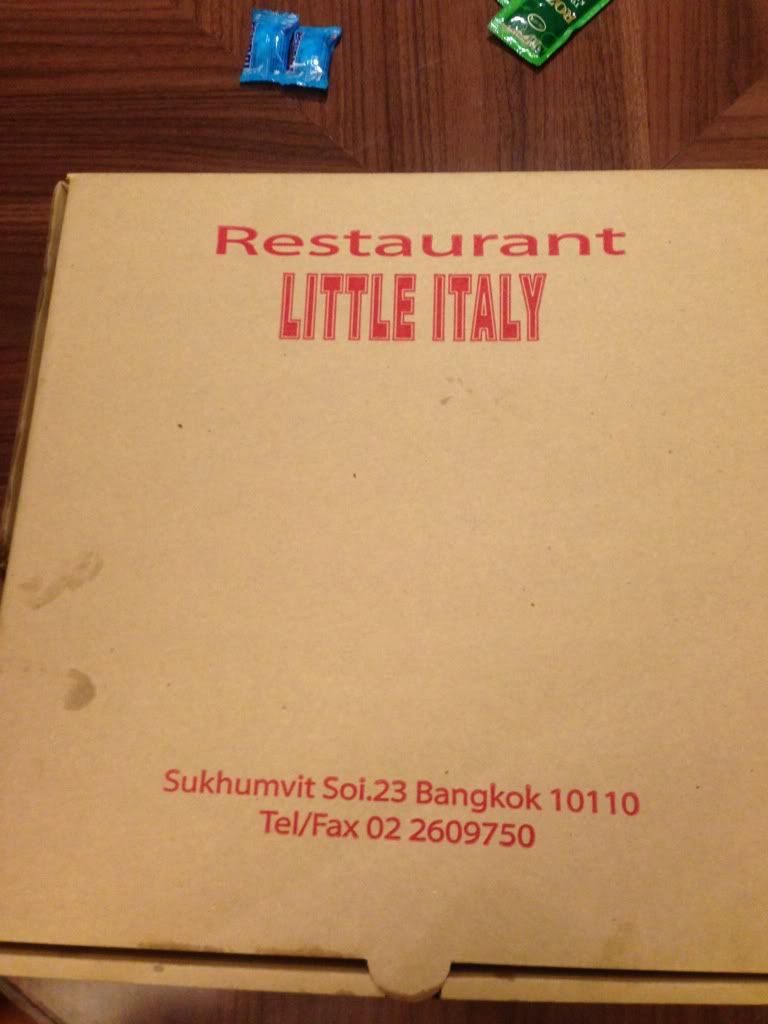 Restaurant
LITTLE ITALY
Sukhumvit Soi.23 Bangkok 10110
Tel/Fax 02 2609750